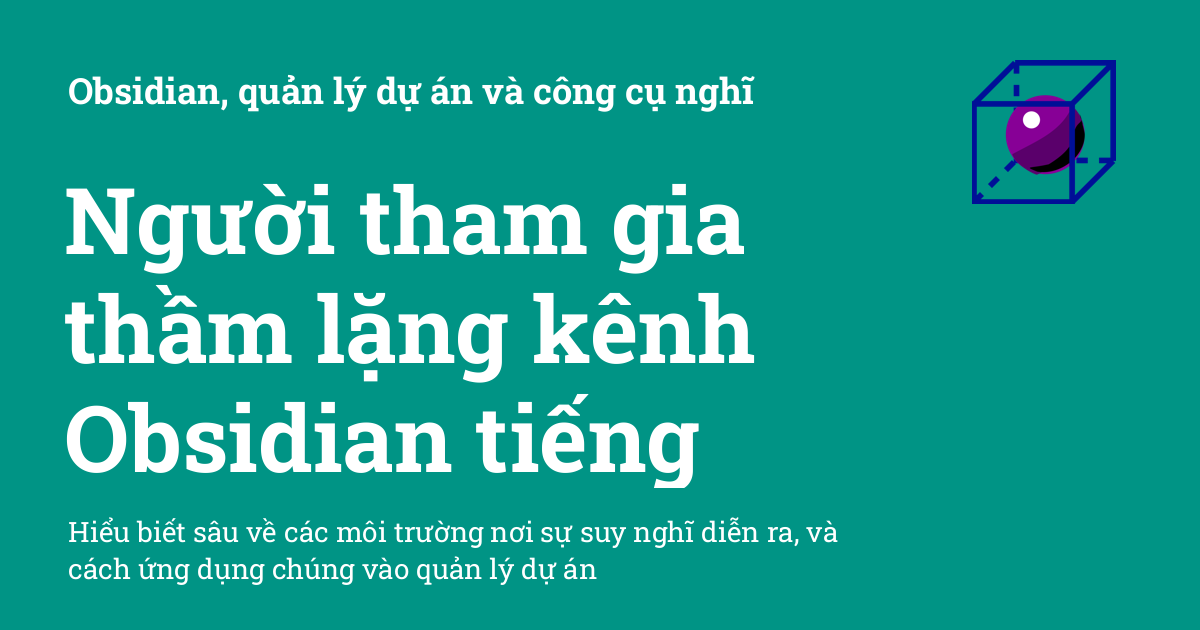 Obsidian, quản lý dự án và công cụ nghĩ
Người tham gia
thầm lặng kênh
Obsidian tiếng
Hiểu biết sâu về các môi trường nơi sự suy nghĩ diễn ra, và
cách ứng dụng chúng vào quản lý dự án